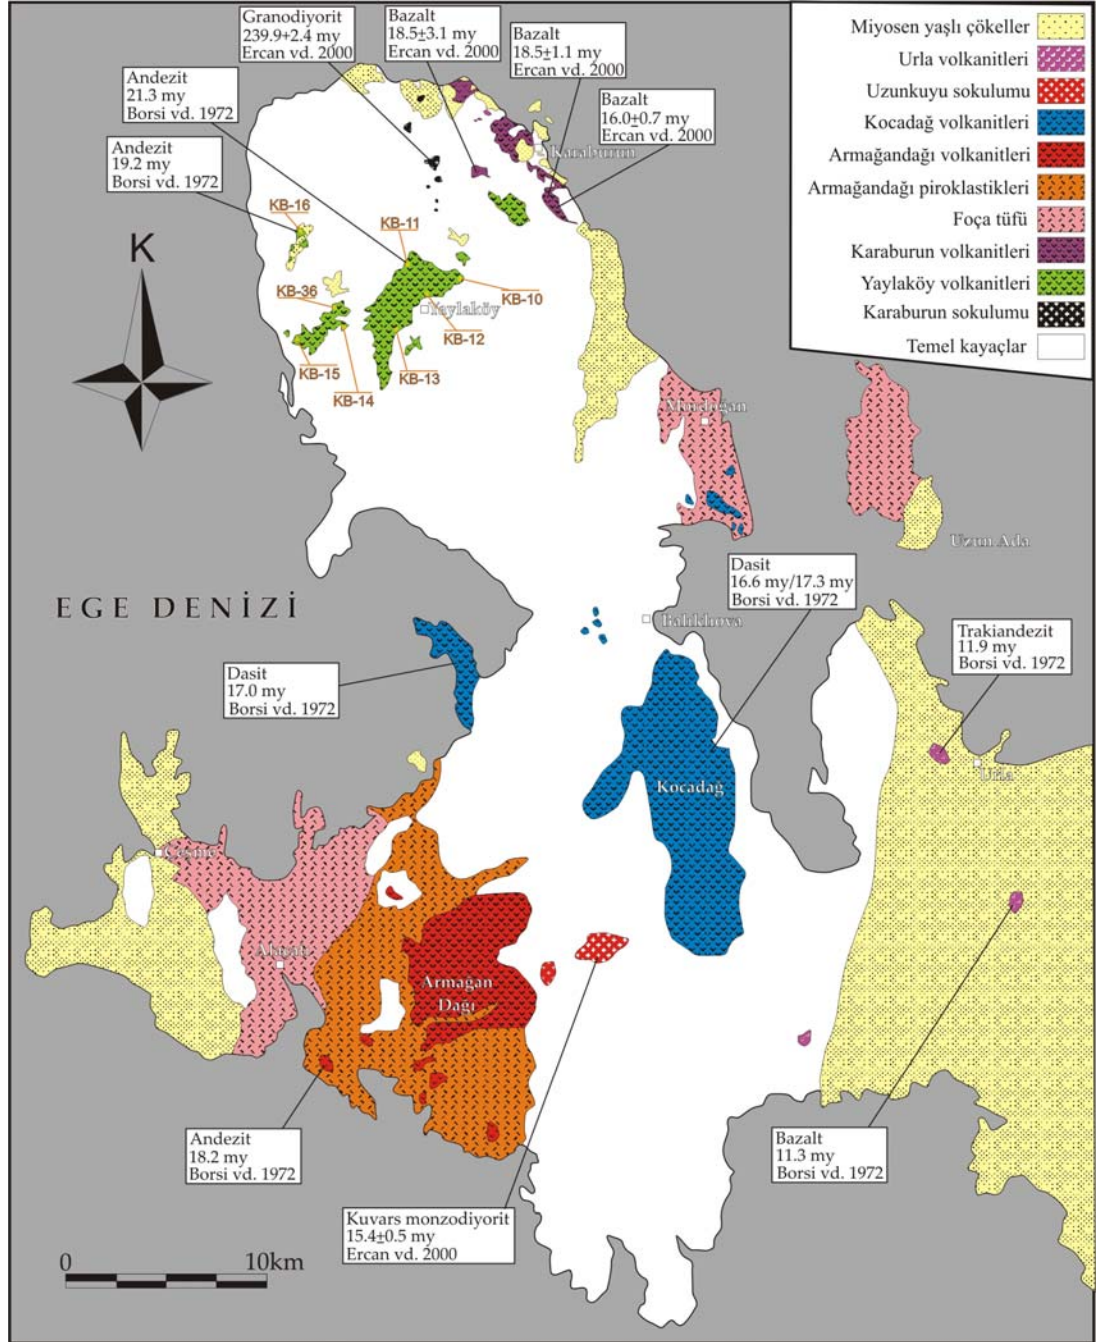 Granodiyorit
239.9+2.4 my
Ercan vd. 2000
Bazalt
18.5±3.1 my
Ercan vd. 2000
Bazalt
18.5±1.1 my
Ercan vd. 2000
Bazalt
16.0±0.7 my
Ercan vd. 2000
Andezit
21.3 my
Borsi vd. 1972
Andezit
19.2 my
Borsi vd. 1972
Miyosen yaşlı çökeller
Urla volkanitleri
Uzunkuyu sokulumu
Kocadağ volkanitleri
Armağandağı volkanitleri
Armağandağı piroklastikleri
Foça tüfü
Karaburun volkanitleri
Yaylaköy volkanitleri
Karaburun sokulumu
Temel kayaçlar
Karaburun
KB-16
KB-11
K
KB-36
KB-10
Yaylaköy
KB-12
KB-15
KB-13
KB-14
Mordoğan
Uzun Ada
EGE DENİZİ
Dasit
16.6 my/17.3 my
Borsi vd. 1972
Balıklıova
Trakiandezit
11.9 my
Borsi vd. 1972
Dasit
17.0 my
Borsi vd. 1972
Urla
Kocadağ
Çeşme
Alaçatı
Armağan
Dağı
Andezit
18.2 my
Borsi vd. 1972
Bazalt
11.3 my
Borsi vd. 1972
Kuvars monzodiyorit
15.4±0.5 my
Ercan vd. 2000
0 10km